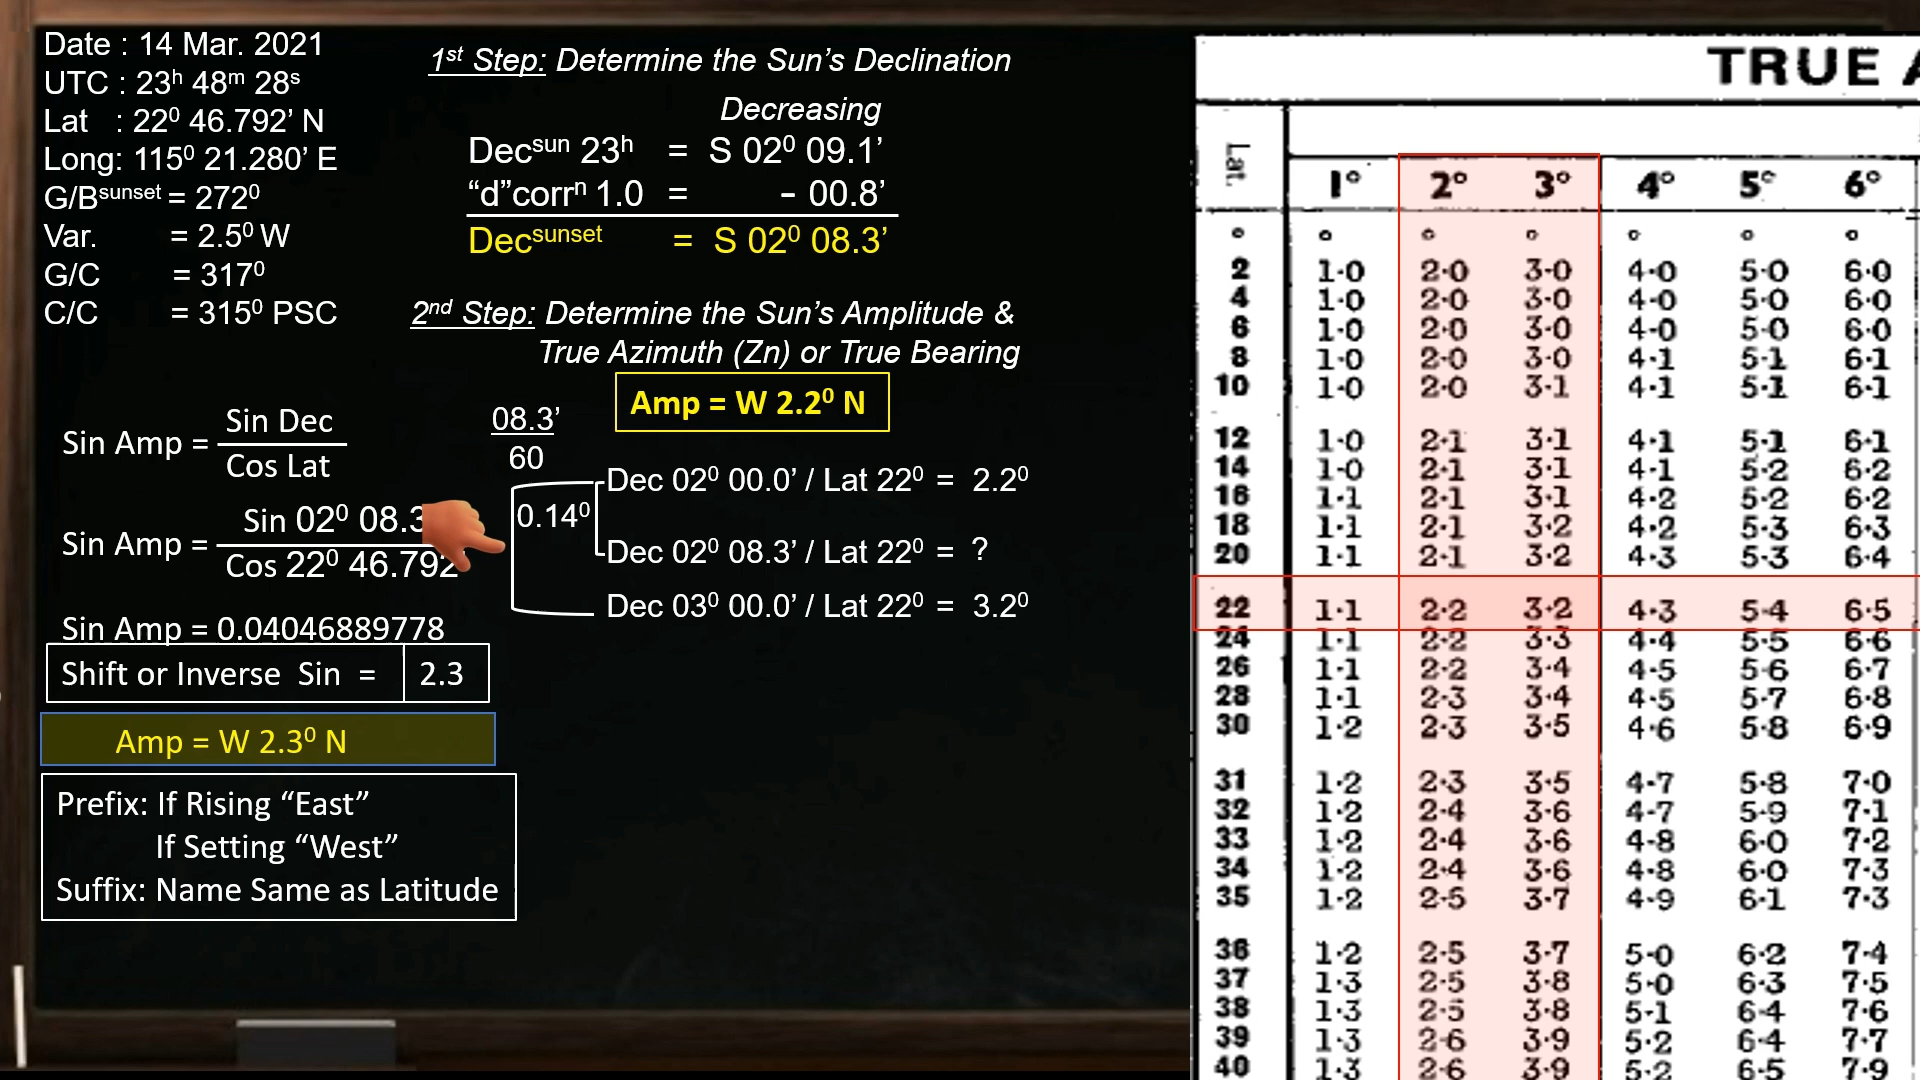 Date : 14 Mar. 2021
UTC : 23h 48m 28s
Lat : 22⁰ 46.792’ N
Long: 115⁰ 21.280’ E
G/Bsunset = 272⁰
Var. = 2.5⁰ W
G/C = 317⁰
C/C = 315⁰ PSC
1st Step: Determine the Sun’s Declination
Decreasing
Decsun 23h = S 02⁰ 09.1’
“d”corrn 1.0 = - 00.8’
Decsunset = S 02⁰ 08.3’
2nd Step: Determine the Sun’s Amplitude &
True Azimuth (Zn) or True Bearing
Amp = W 2.2⁰ N
Sin Amp = Sin Dec
Cos Lat
Sin Amp = Sin 02⁰ 08.3
Cos 22⁰ 46.792
Sin Amp = 0.04046889778
Shift or Inverse Sin = 2.3
Amp = W 2.3⁰ N
Prefix: If Rising “East”
If Setting “West”
Suffix: Name Same as Latitude
08.3’
60
0.14⁰
Dec 02⁰ 00.0’ / Lat 22⁰ = 2.2⁰
Dec 02⁰ 08.3’ / Lat 22⁰ = ?
Dec 03⁰ 00.0’ / Lat 22⁰ = 3.2⁰
TRUE
Lat. 1° 2° 3° 4° 5° 6°
° ° ° ° ° ° °
2 1·0 2·0 3·0 4·0 5·0 6·0
4 1·0 2·0 3·0 4·0 5·0 6·0
6 1·0 2·0 3·0 4·0 5·0 6·0
8 1·0 2·0 3·0 4·1 5·1 6·1
10 1·0 2·0 3·1 4·1 5·1 6·1
12 1·0 2·1 3·1 4·1 5·1 6·1
14 1·0 2·1 3·1 4·1 5·2 6·2
16 1·1 2·1 3·1 4·2 5·2 6·2
18 1·1 2·1 3·2 4·2 5·3 6·3
20 1·1 2·1 3·2 4·3 5·3 6·4
22 1·1 2·2 3·2 4·3 5·4 6·5
24 1·1 2·2 3·3 4·4 5·5 6·6
26 1·1 2·2 3·4 4·5 5·6 6·7
28 1·1 2·3 3·4 4·5 5·7 6·8
30 1·2 2·3 3·5 4·6 5·8 6·9
31 1·2 2·3 3·5 4·7 5·8 7·0
32 1·2 2·4 3·6 4·7 5·9 7·1
33 1·2 2·4 3·6 4·8 6·0 7·2
34 1·2 2·4 3·6 4·8 6·0 7·3
35 1·2 2·5 3·7 4·9 6·1 7·3
36 1·2 2·5 3·7 5·0 6·2 7·4
37 1·3 2·5 3·8 5·0 6·3 7·5
38 1·3 2·5 3·8 5·1 6·4 7·6
39 1·3 2·6 3·9 5·2 6·4 7·7
40 1·3 2·6 3·9 5·2 6·5 7·9